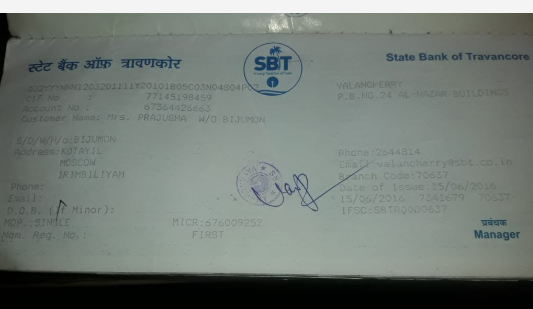 स्टेट बैंक ऑफ़ त्रावणकोर
SBT
State Bank of Travancore
CIF No : 77145198459
Account No : 67364426663
Customer Name: Mrs. PRAJUSHA W/O BIJUMON
VALANCHERRY
P.B.NO.24 AL-HAZAR BUILDINGS
S/D/W/H/o:BIJUMON
Address:KOTAYIL
MOSCOW
IRIMBILIYAM
Phone:
Email:
D.O.B. (If Minor):
MOP.:SINGLE
Nom. Reg. No.:
MICR:676009252
FIRST
Phone:2644814
Email:valancherry@sbt.co.in
Branch Code:70637
Date of Issue:15/06/2016
15/06/2016 7341679 70637
IFSC:SBTR0000637
प्रबंधक
Manager